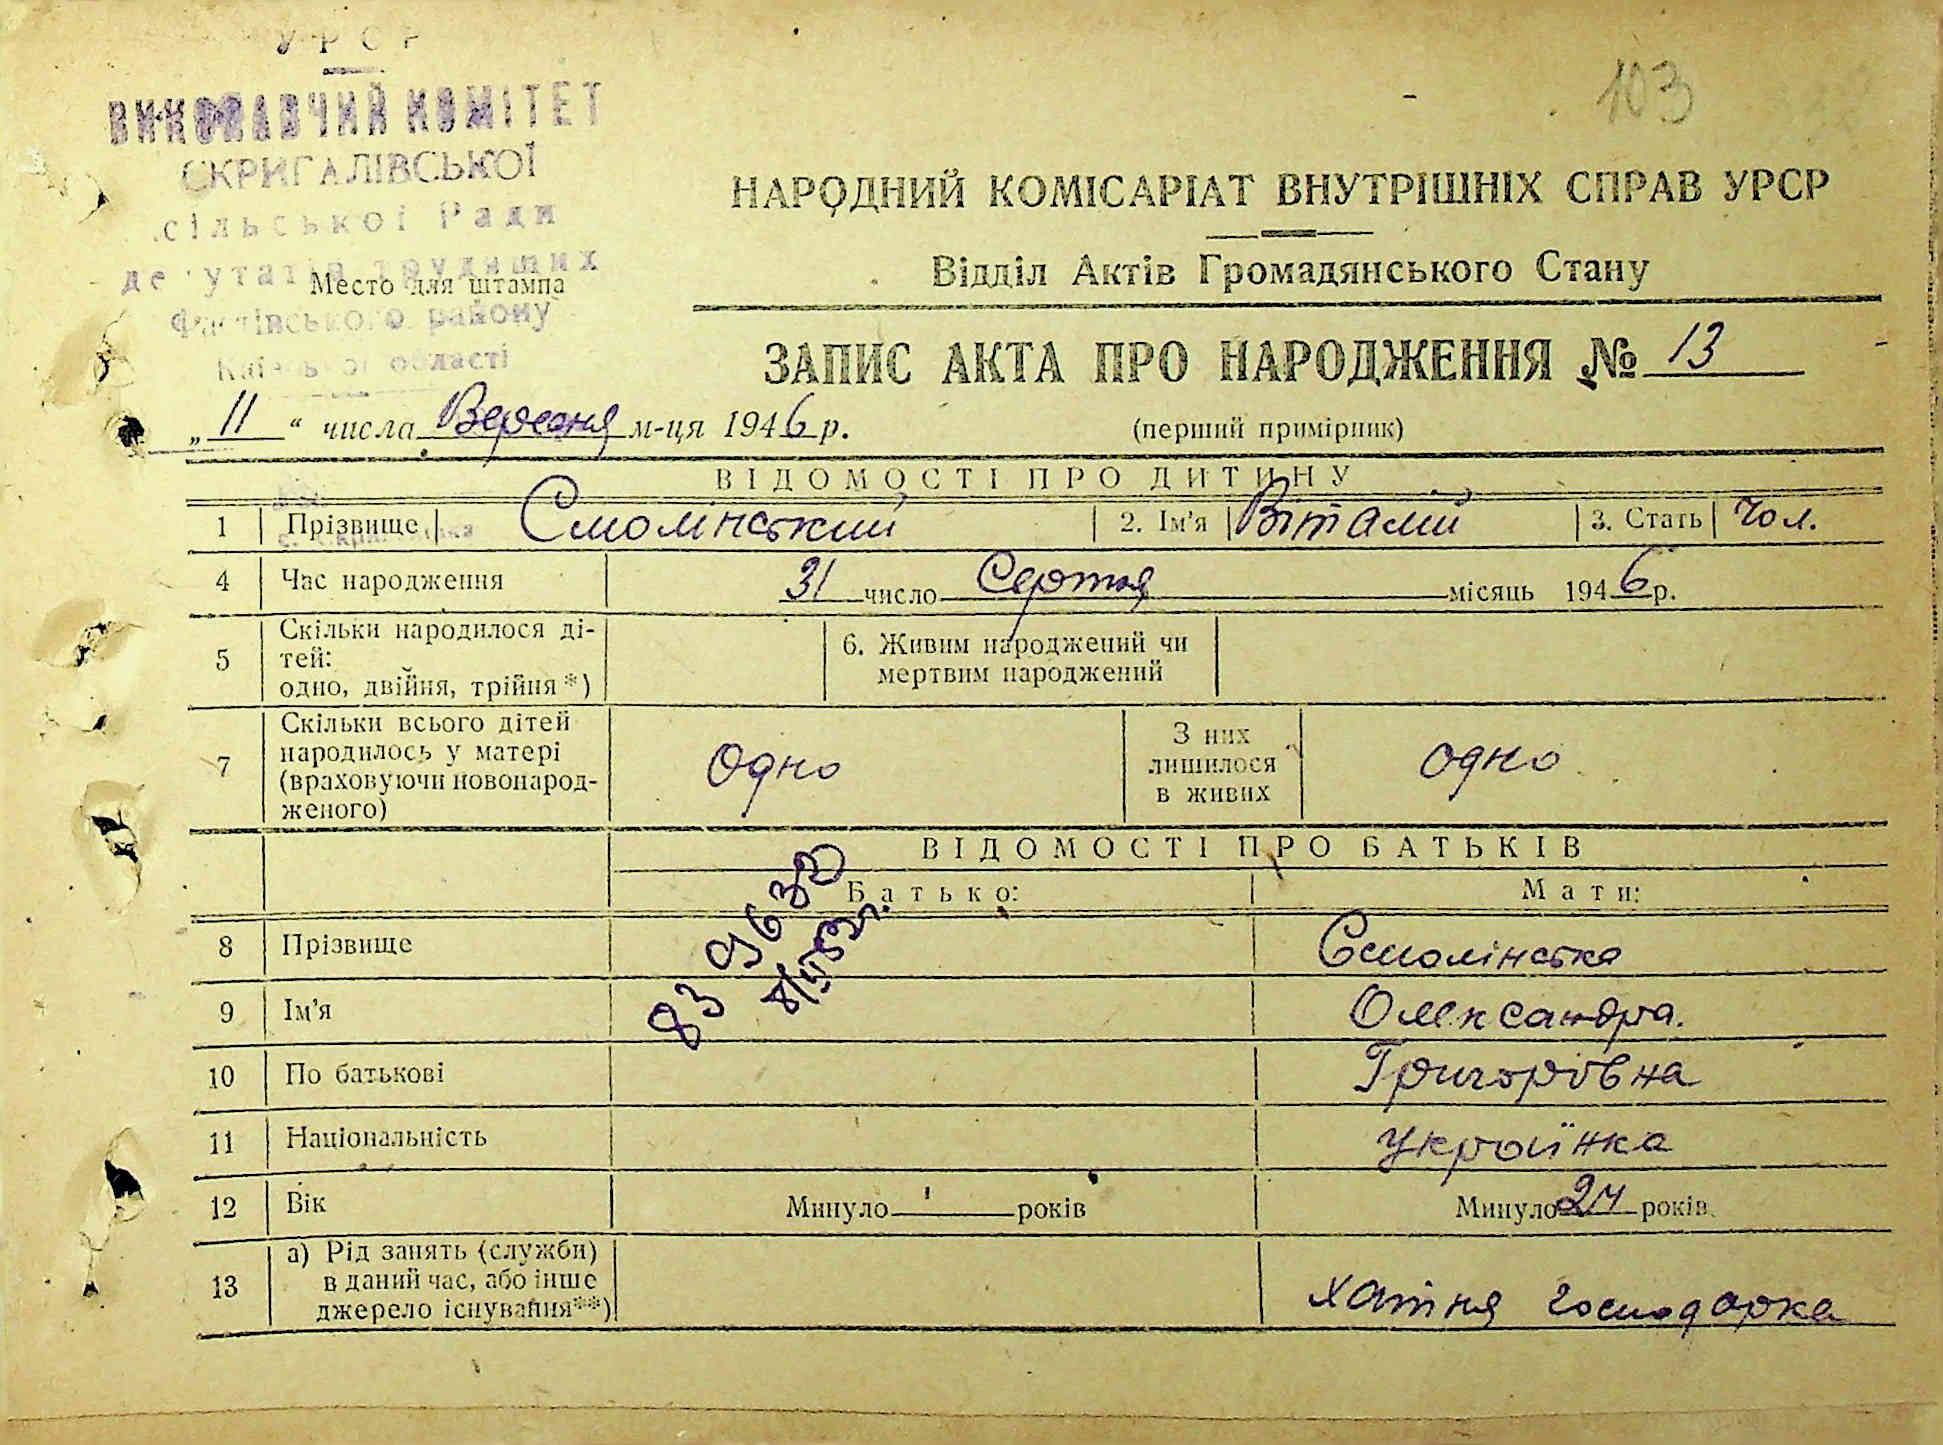 УРСР
ВИКОНАВЧИЙ КОМІТЕТ
СКРИГАЛІВСЬКОЇ
сільської Ради
депутатів трудящих
Фастівського району
Київської області
Место для штампа
103
НАРОДНИЙ КОМІСАРІАТ ВНУТРІШНІХ СПРАВ УРСР
Відділ Актів Громадянського Стану
ЗАПИС АКТА ПРО НАРОДЖЕННЯ № 13
„11“ числа Вересня м-ця 1946 р. (перший примірник)
ВІДОМОСТІ ПРО ДИТИНУ
1 Прізвище Смолінський 2. Ім'я Віталій 3. Стать Чол.
4 Час народження 31 число Серпня місяць 1946 р.
5 Скільки народилося ді-
тей:
одно, двійня, трійня*)
6. Живим народжений чи
мертвим народжений
7 Скільки всього дітей
народилось у матері
(враховуючи новонарод-
женого)
Одно
З них
лишилося
в живих
одно
ВІДОМОСТІ ПРО БАТЬКІВ
Батько: Мати:
8 Прізвище Смолінська
9 Ім'я Олександра.
10 По батькові Григорівна
11 Національність українка
12 Вік Минуло років Минуло 24 років
13 а) Рід занять (служби)
в даний час, або інше
джерело існування**)
хатня господарка